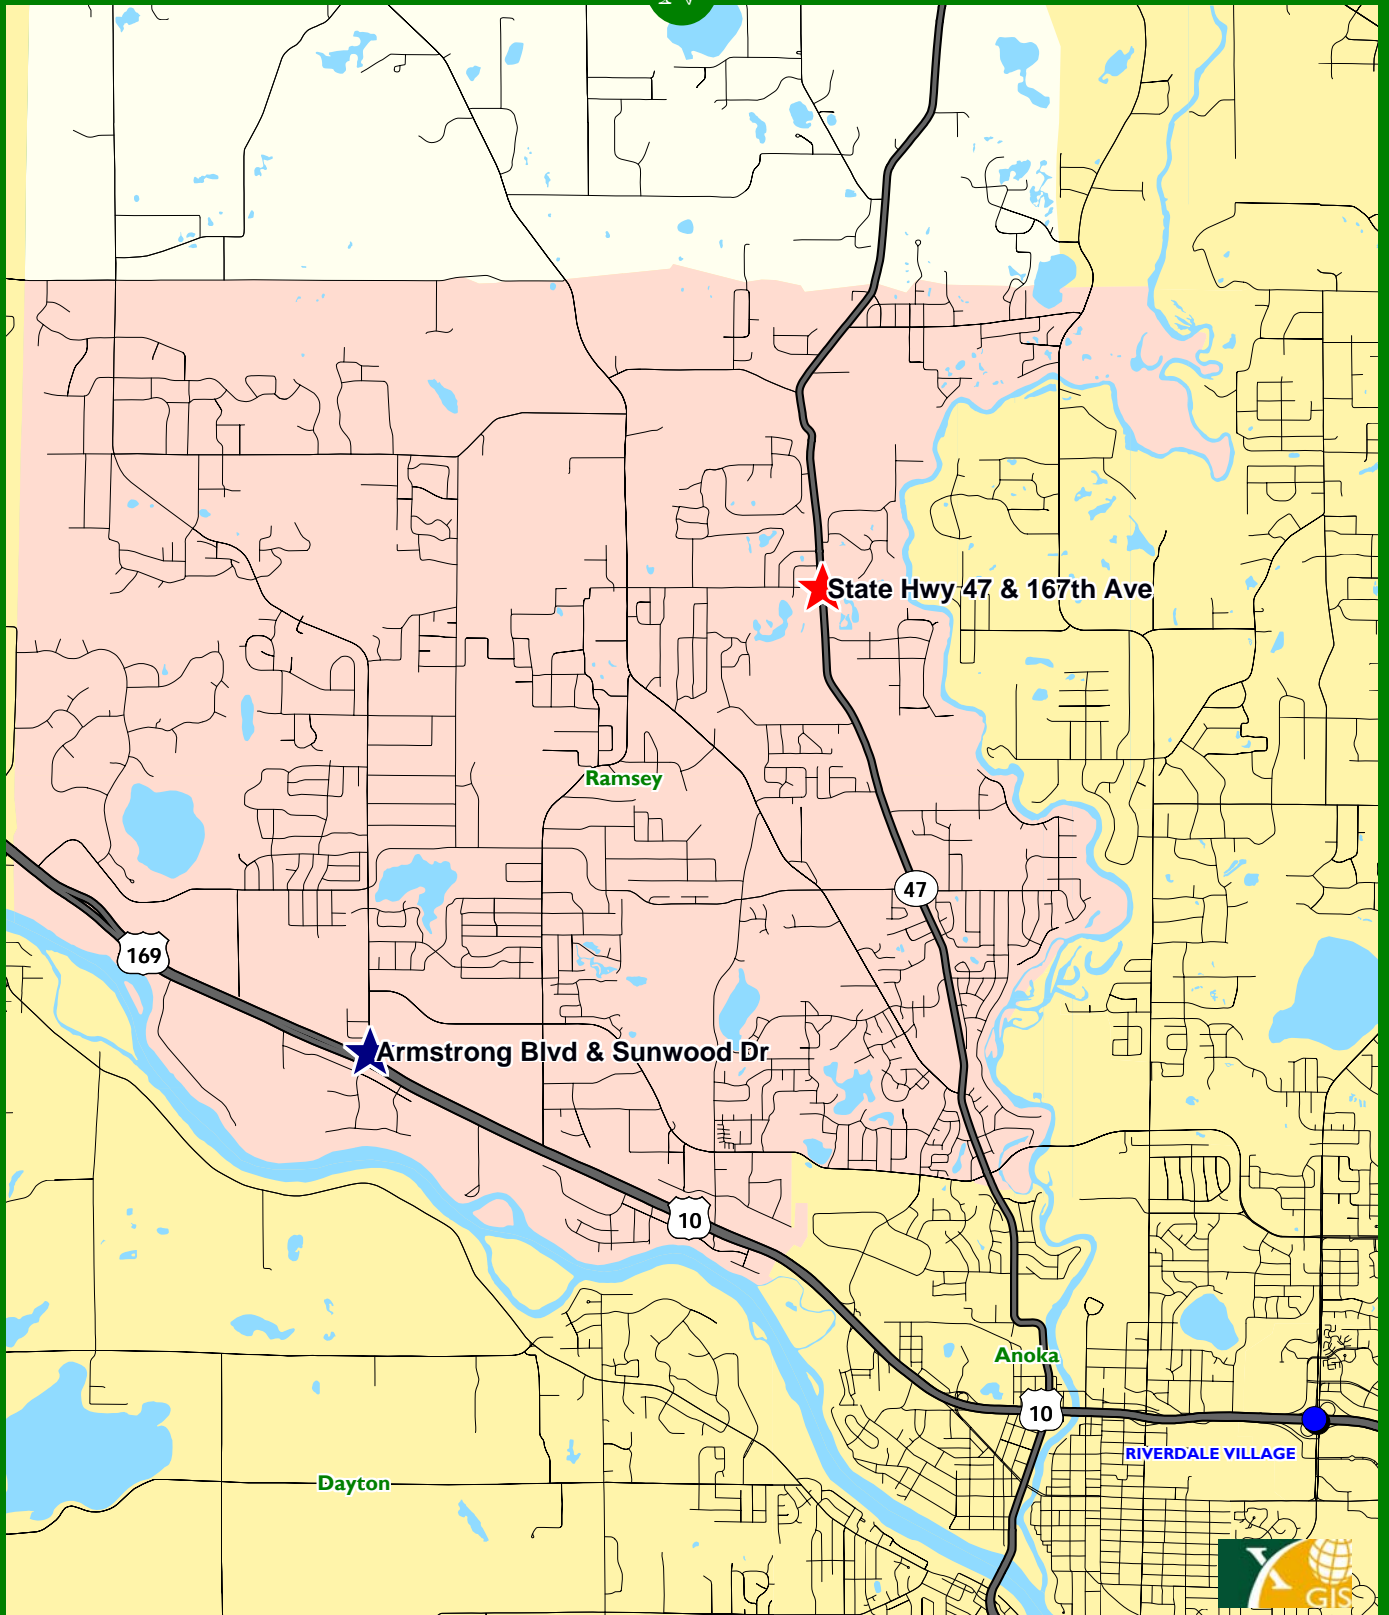 State Hwy 47 & 167th Ave
Ramsey
47
169
Armstrong Blvd & Sunwood Dr
10
Anoka
10
RIVERDALE VILLAGE
Dayton
X
GIS